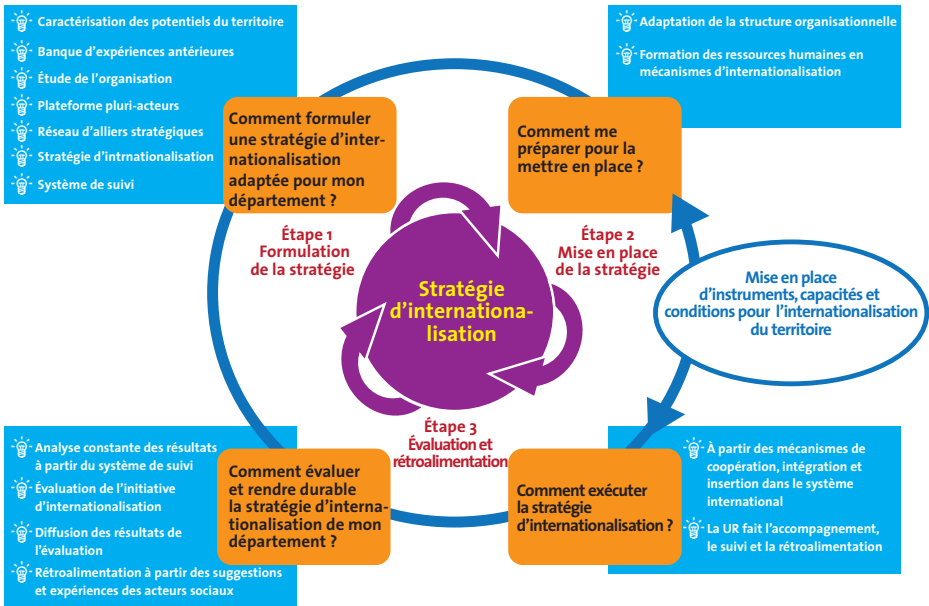 Caractérisation des potentiels du territoire
Banque d'expériences antérieures
Étude de l'organisation
Plateforme pluri-acteurs
Réseau d'alliers stratégiques
Stratégie d'intrnationalisation
Système de suivi
Comment formuler
une stratégie d'inter-
nationalisation
adaptée pour mon
département ?
Adaptation de la structure organisationnelle
Formation des ressources humaines en
mécanismes d'internationalisation
Comment me
préparer pour la
mettre en place ?
Étape 1
Formulation
de la stratégie
Étape 2
Mise en place
de la stratégie
Stratégie
d'internationa-
lisation
Mise en place
d'instruments, capacités et
conditions pour l'internationalisation
du territoire
Étape 3
Évaluation et
rétroalimentation
Analyse constante des résultats
à partir du système de suivi
Évaluation de l'initiative
d'internationalisation
Diffusion des résultats de
l'évaluation
Rétroalimentation à partir des suggestions
et expériences des acteurs sociaux
Comment évaluer
et rendre durable
la stratégie d'interna-
tionalisation de mon
département ?
Comment exécuter
la stratégie
d'internationalisation ?
À partir des mécanismes de
coopération, intégration et
insertion dans le système
international
La UR fait l'accompagnement,
le suivi et la rétroalimentation